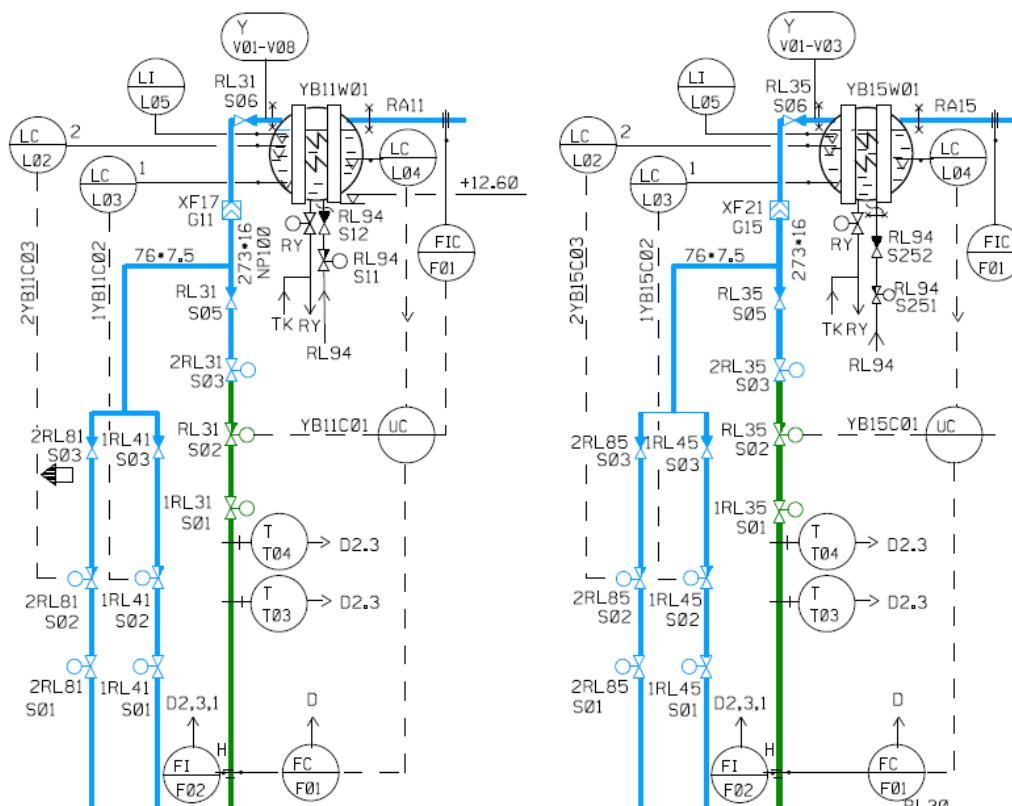 Y
V01-V08
LI
L05
RL31
S06
YB11W01
RA11
LC
L02
2
LC
L03
1
LC
L04
+12.60
XF17
G11
273*16
NP100
RY
RL94
S12
RL94
S11
FIC
F01
76*7.5
2YB11C03
1YB11C02
RL31
S05
TK
RY
RL94
2RL31
S03
RL31
S02
YB11C01
UC
2RL81
S03
1RL41
S03
1RL31
S01
T
T04
D2.3
T
T03
D2.3
2RL81
S02
1RL41
S02
2RL81
S01
1RL41
S01
D2,3,1
D
H
FI
F02
FC
F01
Y
V01-V03
LI
L05
RL35
S06
YB15W01
RA15
LC
L02
2
LC
L03
1
LC
L04
XF21
G15
273*16
RY
RL94
S252
RL94
S251
FIC
F01
76*7.5
2YB15C03
1YB15C02
RL35
S05
TK
RY
RL94
2RL35
S03
RL35
S02
YB15C01
UC
2RL85
S03
1RL45
S03
1RL35
S01
T
T04
D2.3
T
T03
D2.3
2RL85
S02
1RL45
S02
2RL85
S01
1RL45
S01
D2,3,1
D
H
FI
F02
FC
F01